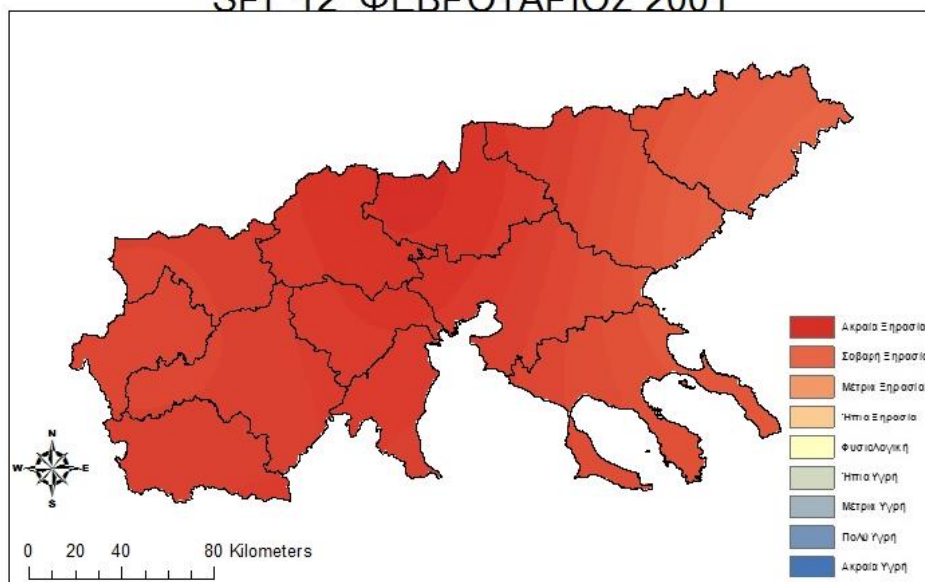 SPI 12 ΦΕΒΡΟΥΑΡΙΟΣ 2001
Ακραία Ξηρασία
Σοβαρή Ξηρασία
Μέτρια Ξηρασία
Ήπια Ξηρασία
Φυσιολογική
Ήπια Υγρή
Μέτρια Υγρή
Πολύ Υγρή
Ακραία Υγρή
N
W E
S
0 20 40 80 Kilometers